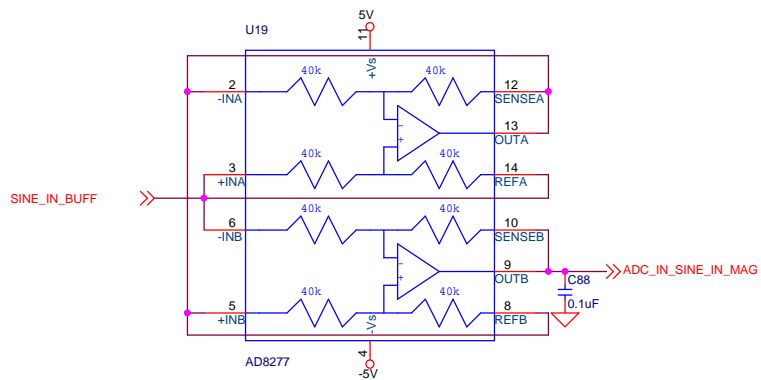 5V
U19
11
+Vs
40k
40k
2
-INA
12
SENSEA
-
+
13
OUTA
40k
40k
3
+INA
14
REFA
SINE_IN_BUFF
40k
40k
6
-INB
10
SENSEB
-
+
9
OUTB
ADC_IN_SINE_IN_MAG
C88
0.1uF
40k
40k
5
+INB
8
REFB
-Vs
4
AD8277
-5V